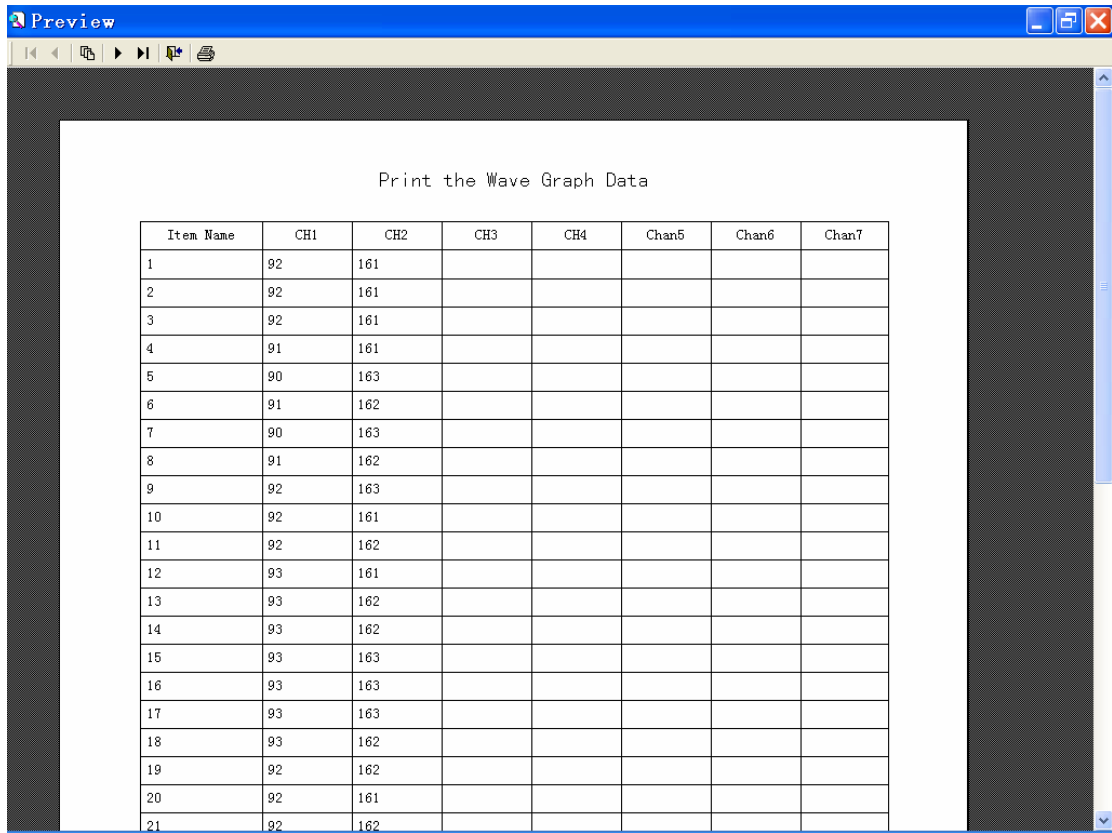 Preview
Print the Wave Graph Data
Item Name CH1 CH2 CH3 CH4 Chan5 Chan6 Chan7
1 92 161
2 92 161
3 92 161
4 91 161
5 90 163
6 91 162
7 90 163
8 91 162
9 92 163
10 92 161
11 92 162
12 93 161
13 93 162
14 93 162
15 93 163
16 93 163
17 93 163
18 93 162
19 92 162
20 92 161
21 92 162